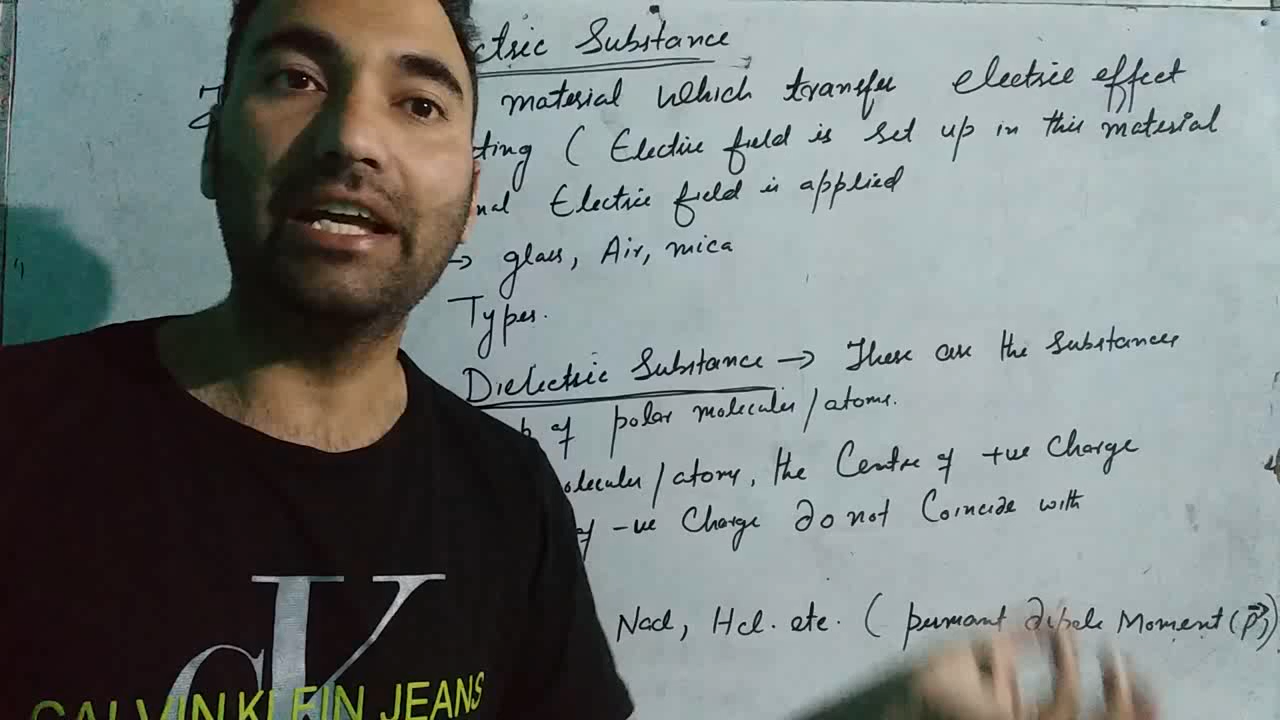 ctric Substance
material which transfer electric effect
ting ( Electric field is set up in this material
nal Electric field is applied
→ glass, Air, mica
Types.
Dielectric Substance → These are the substances
of polar molecules/atoms.
olecules/atoms, the Centre of +ve Charge
of -ve Charge do not Coincide with
Nacl, Hcl. etc. ( permant dipole Moment (p⃗)
CK
CALVIN KLEIN JEANS